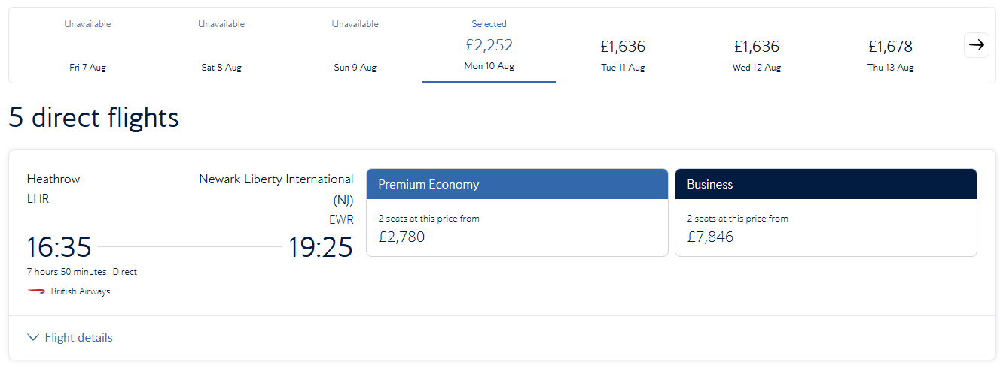 Unavailable
Fri 7 Aug
Unavailable
Sat 8 Aug
Unavailable
Sun 9 Aug
Selected
£2,252
Mon 10 Aug
£1,636
Tue 11 Aug
£1,636
Wed 12 Aug
£1,678
Thu 13 Aug
5 direct flights
Heathrow
LHR
Newark Liberty International
(NJ)
EWR
16:35
19:25
7 hours 50 minutes Direct
British Airways
Premium Economy
2 seats at this price from
£2,780
Business
2 seats at this price from
£7,846
Flight details